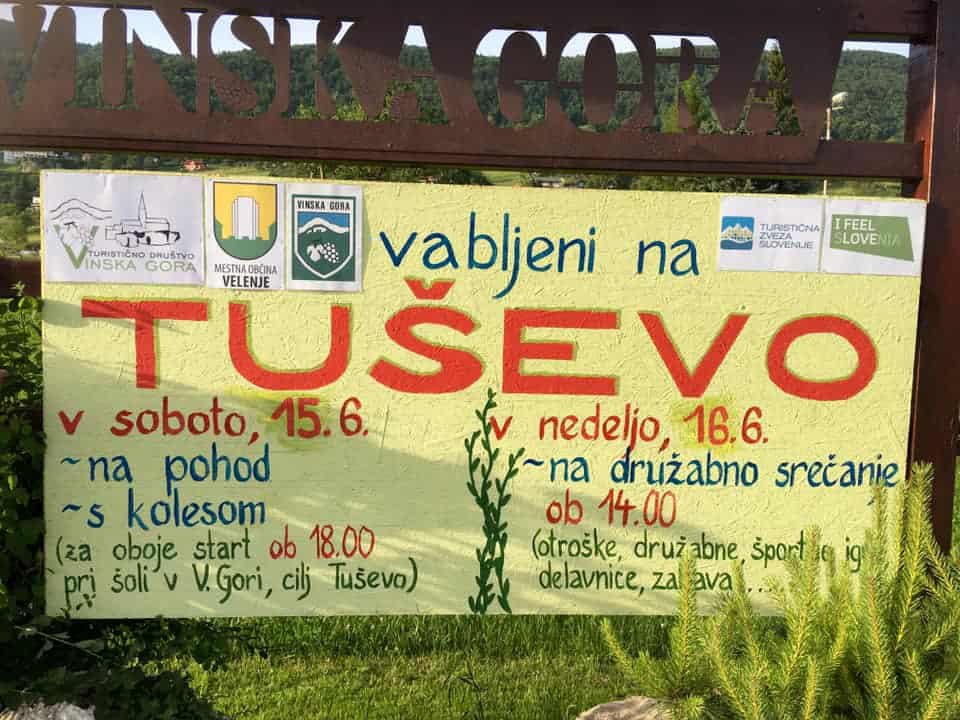 VINSKA GORA
TURISTIČNO DRUŠTVO
VINSKA GORA
MESTNA OBČINA
VELENJE
VINSKA GORA
vabljeni na
TURISTIČNA
ZVEZA
SLOVENIJE
I FEEL
SLOVENIA
TUŠEVO
v soboto, 15.6.
~na pohod
~s kolesom
(za oboje start ob 18.00
pri šoli v V. Gori, cilj Tuševo)
v nedeljo, 16.6.
~na družabno srečanje
ob 14.00
(otroške, družabne,
delavnice, zabava...